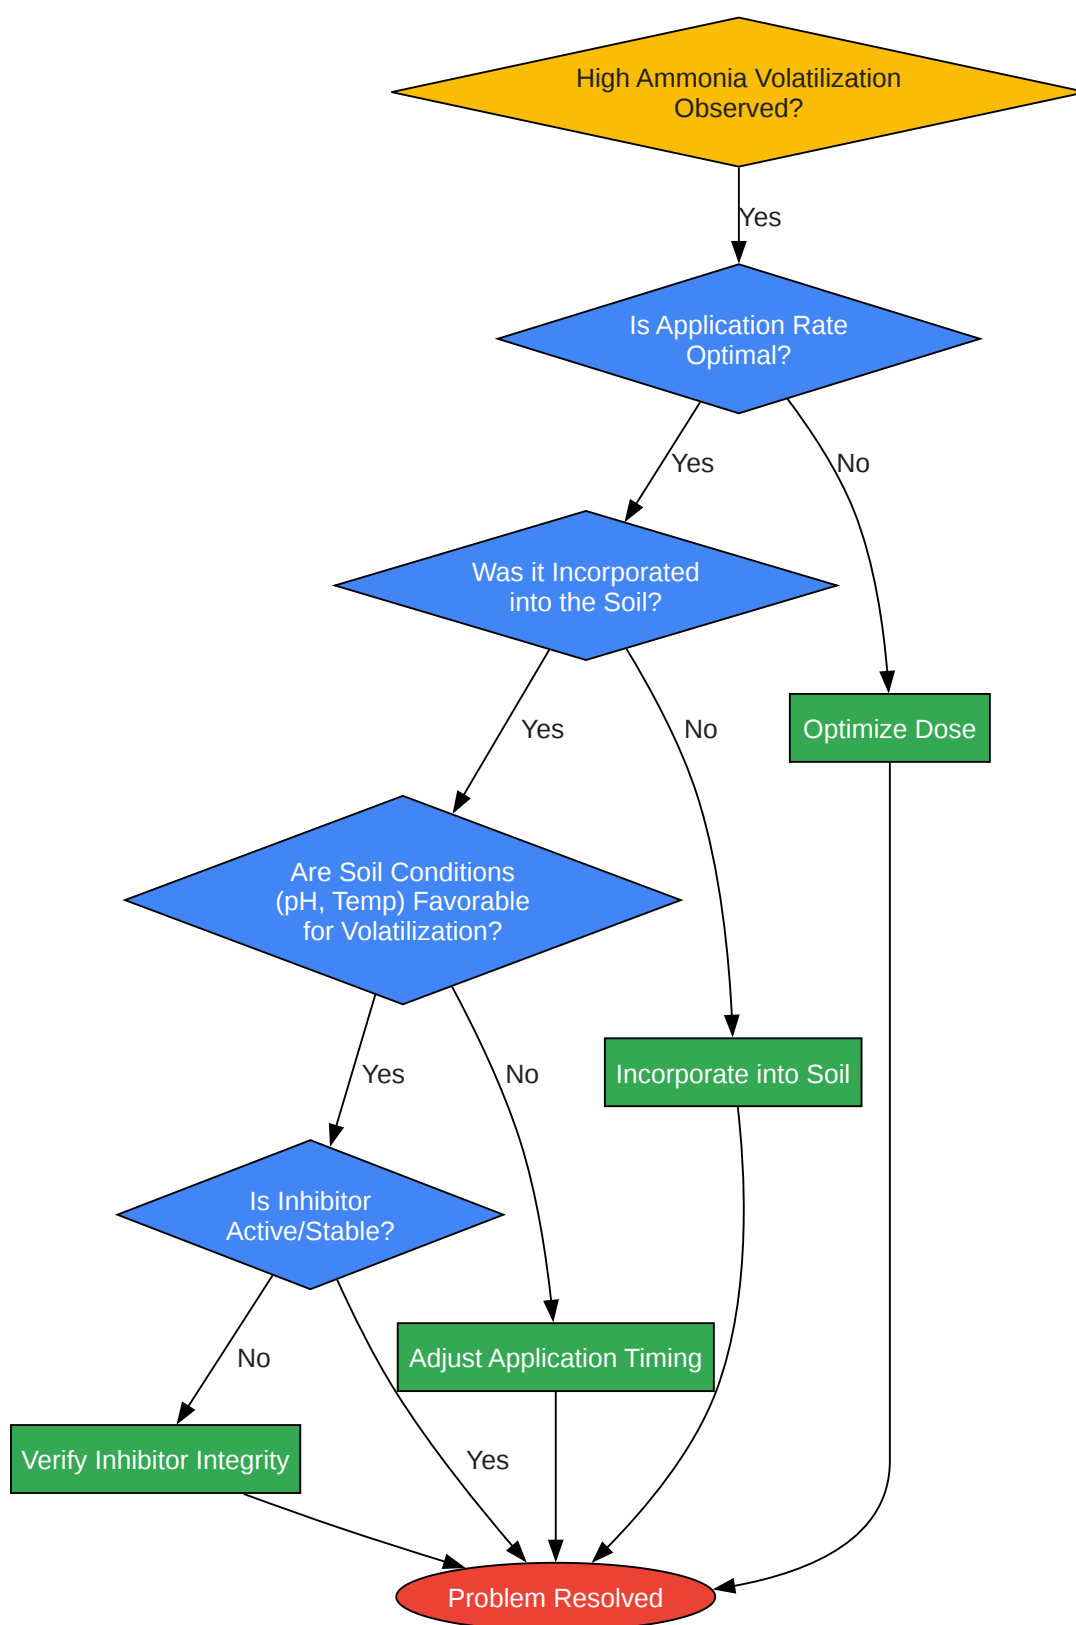 High Ammonia Volatilization
Observed?
Yes
Is Application Rate
Optimal?
Yes
No
Was it Incorporated
into the Soil?
Yes
No
Optimize Dose
Are Soil Conditions
(pH, Temp) Favorable
for Volatilization?
Yes
No
Incorporate into Soil
Is Inhibitor
Active/Stable?
No
Adjust Application Timing
Verify Inhibitor Integrity
Yes
Problem Resolved